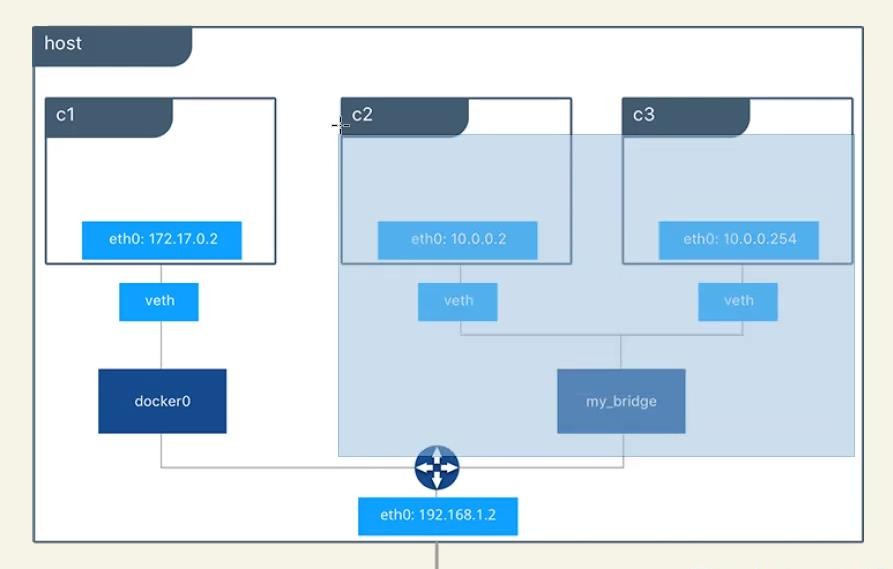 host
c1
c2
c3
eth0: 172.17.0.2
eth0: 10.0.0.2
eth0: 10.0.0.254
veth
veth
veth
docker0
my_bridge
eth0: 192.168.1.2